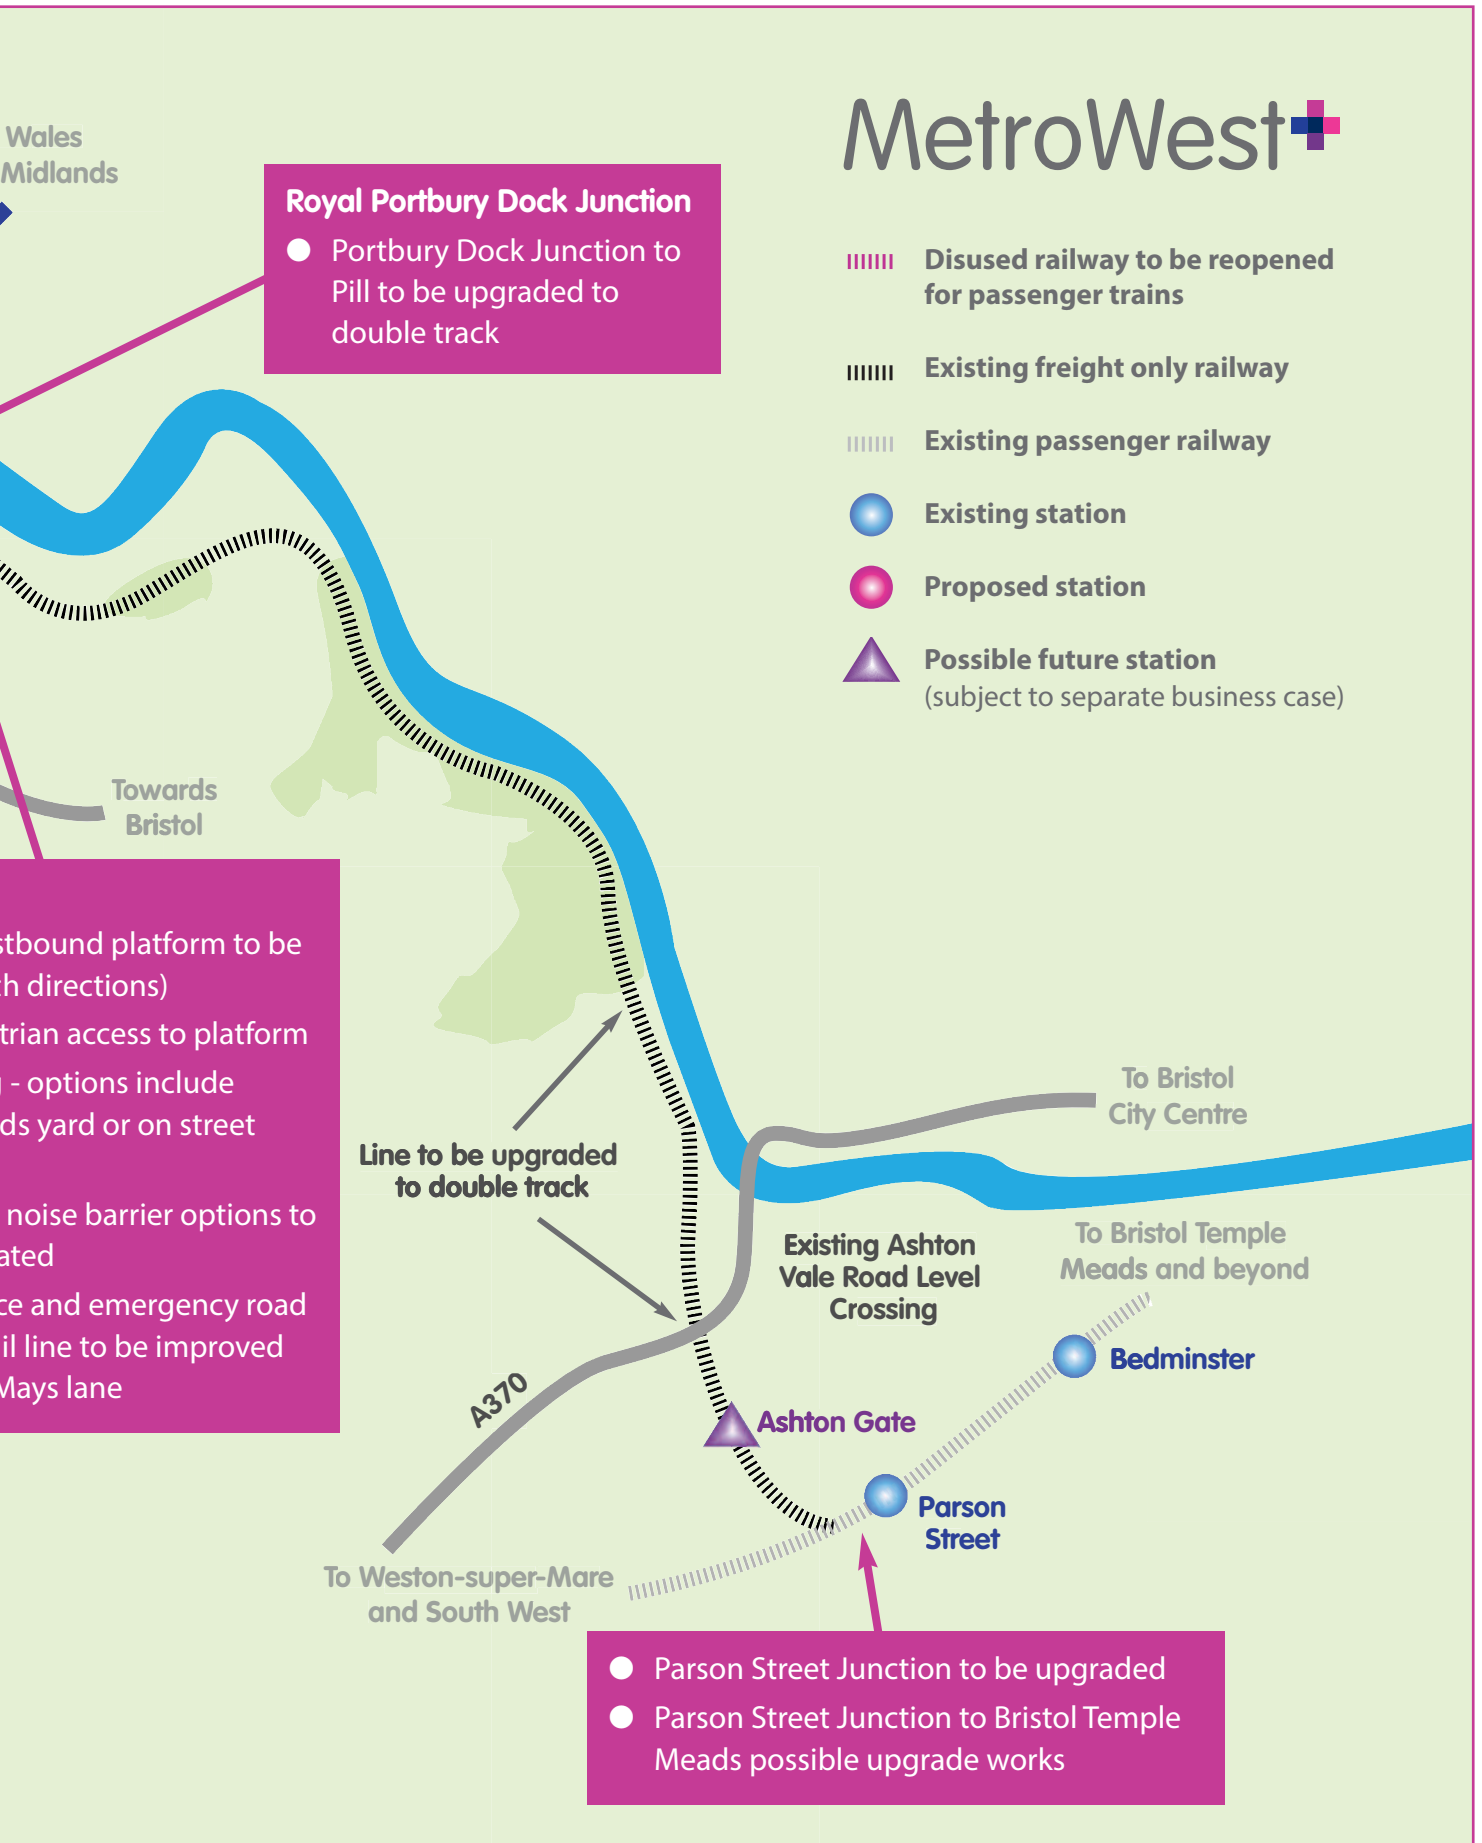 Wales
Midlands
Royal Portbury Dock Junction
Portbury Dock Junction to
Pill to be upgraded to
double track
MetroWest
Disused railway to be reopened
for passenger trains
Existing freight only railway
Existing passenger railway
Existing station
Proposed station
Possible future station
(subject to separate business case)
Towards
Bristol
stbound platform to be
th directions)
trian access to platform
g - options include
ds yard or on street
noise barrier options to
ated
ce and emergency road
il line to be improved
Mays lane
Line to be upgraded
to double track
To Bristol
City Centre
Existing Ashton
Vale Road Level
Crossing
To Bristol Temple
Meads and beyond
Bedminster
A370
Ashton Gate
Parson
Street
To Weston-super-Mare
and South West
Parson Street Junction to be upgraded
Parson Street Junction to Bristol Temple
Meads possible upgrade works